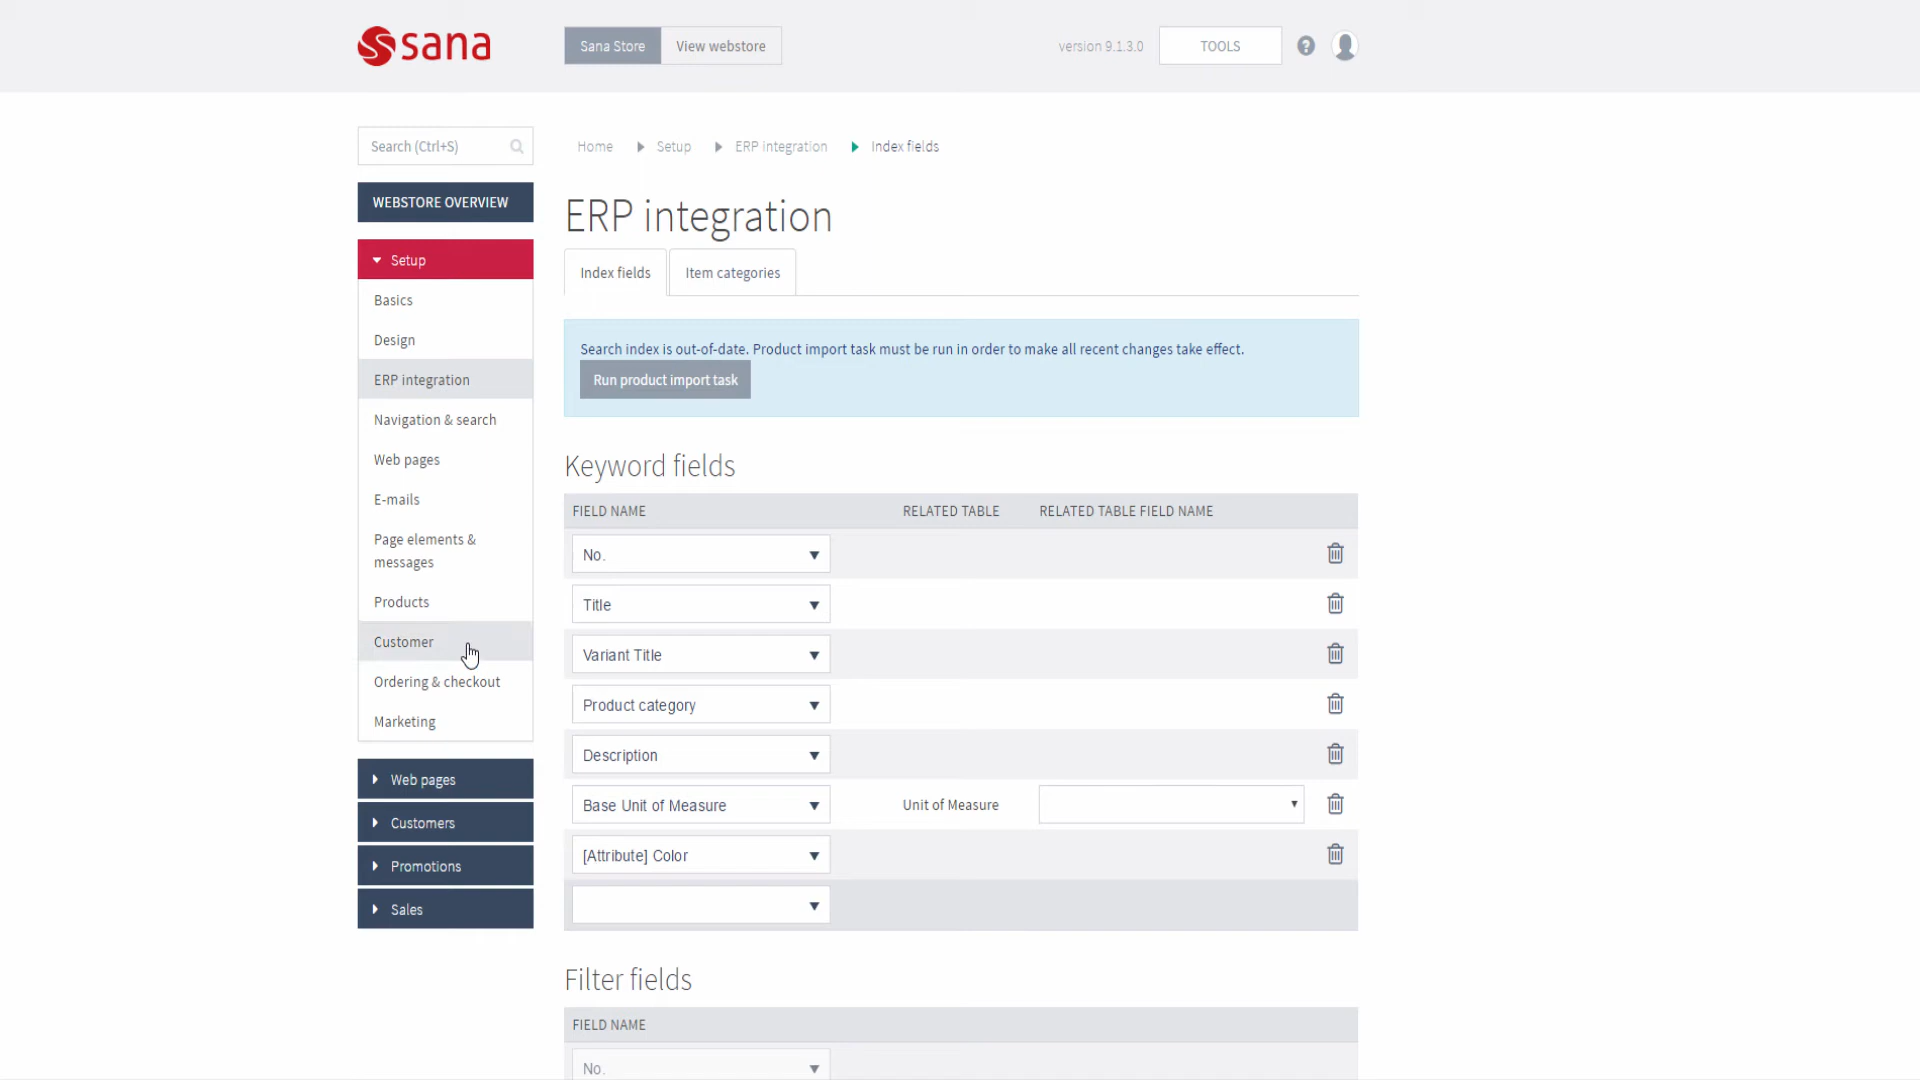 sana
Sana Store
View webstore
version 9.1.3.0
TOOLS
?
Search (Ctrl+S)
Home
Setup
ERP integration
Index fields
WEBSTORE OVERVIEW
Setup
Basics
Design
ERP integration
Navigation & search
Web pages
E-mails
Page elements &
messages
Products
Customer
Ordering & checkout
Marketing
Web pages
Customers
Promotions
Sales
ERP integration
Index fields
Item categories
Search index is out-of-date. Product import task must be run in order to make all recent changes take effect.
Run product import task
Keyword fields
FIELD NAME
RELATED TABLE
RELATED TABLE FIELD NAME
No.
Title
Variant Title
Product category
Description
Base Unit of Measure
Unit of Measure
[Attribute] Color
Filter fields
FIELD NAME
No.